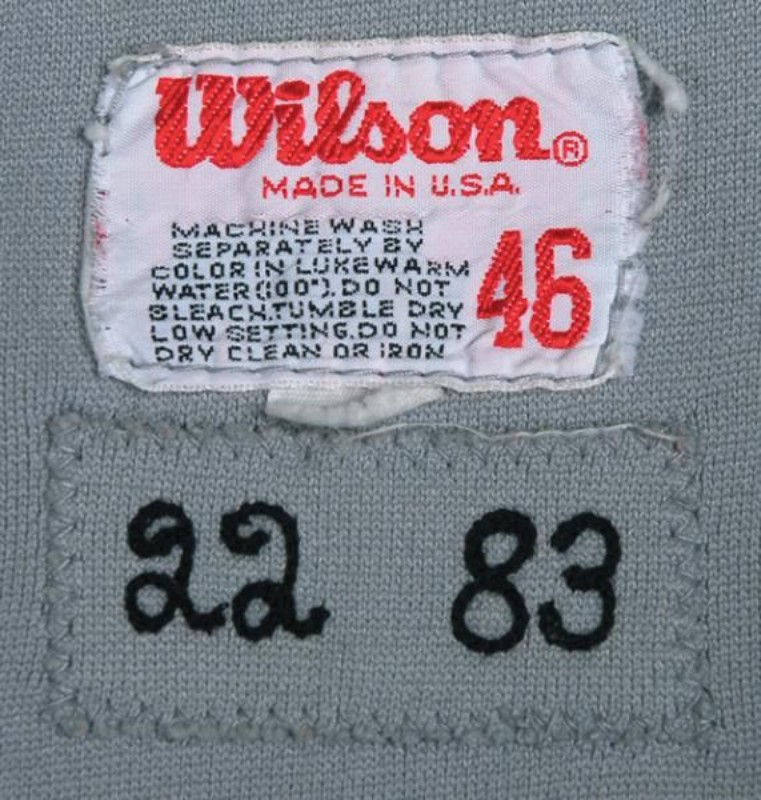 Wilson®
MADE IN U.S.A.
MACHINE WASH
SEPARATELY BY
COLOR IN LUKEWARM
WATER(100°).DO NOT
BLEACH.TUMBLE DRY
LOW SETTING.DO NOT
DRY CLEAN OR IRON
46
22 83